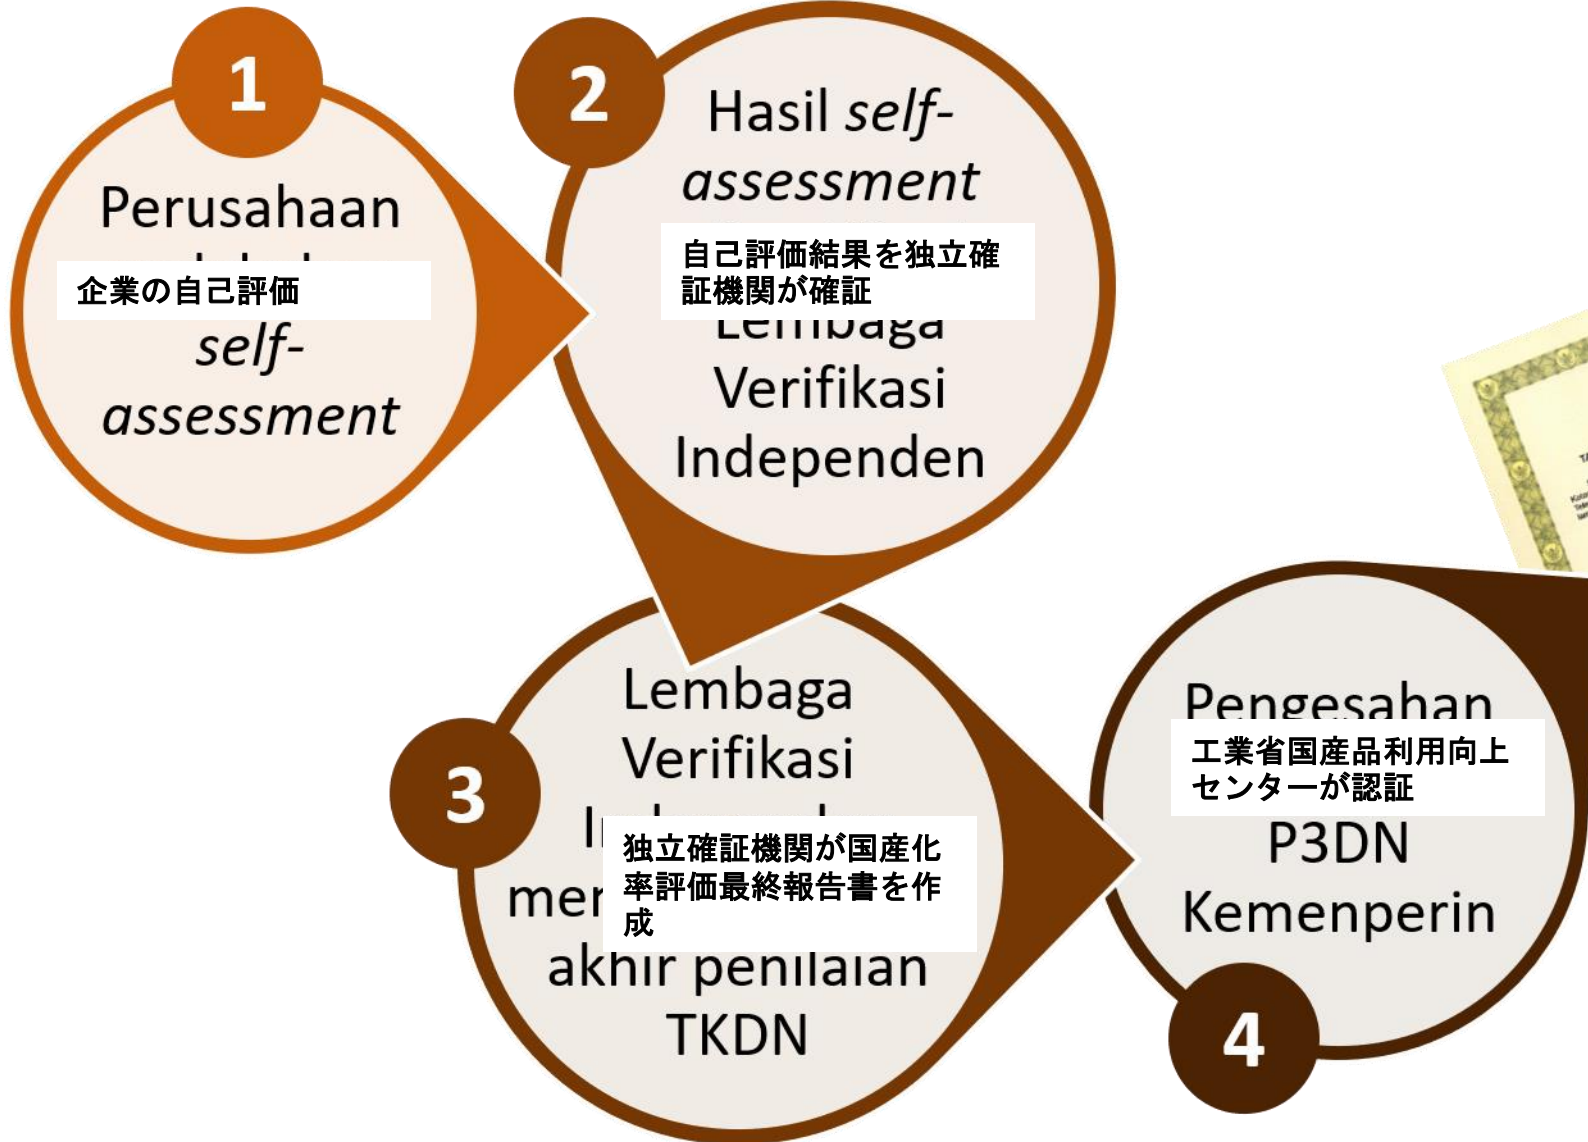 1
Perusahaan
企業の自己評価
self-
assessment
2
Hasil self-
assessment
自己評価結果を独立確
証機関が確証
Lembaga
Verifikasi
Independen
3
Lembaga
Verifikasi
独立確証機関が国産化
率評価最終報告書を作
成
akhir penilaian
TKDN
Pengesahan
工業省国産品利用向上
センターが認証
P3DN
Kemenperin
4